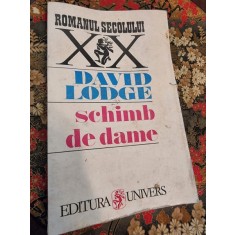 ROMANUL SECOLULUI
XX
DAVID
LODGE
schimb
de dame
EDITURA UNIVERS